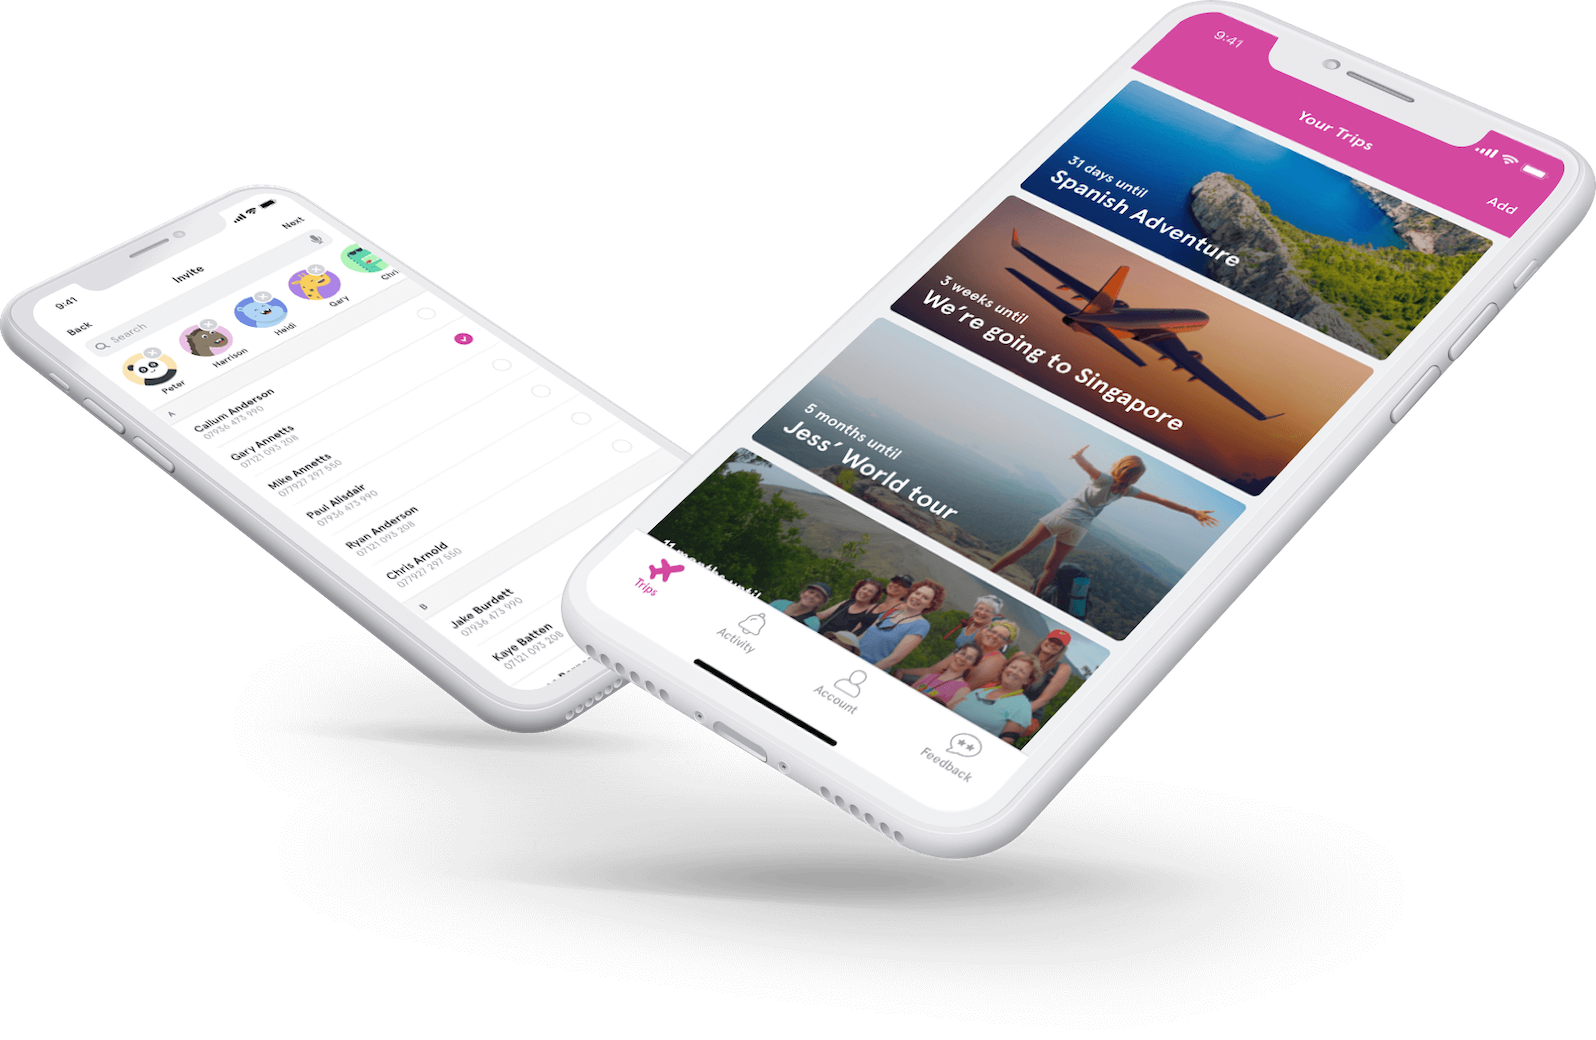 9:41
Back
Invite
Next
Search
Peter
Harrison
Heidi
Gary
Chri
A
Callum Anderson
07936 473 990
Gary Annetts
07121 093 208
Mike Annetts
077927 297 550
Paul Alisdair
07936 473 990
Ryan Anderson
07121 093 208
Chris Arnold
077927 297 550
B
Jake Burdett
07936 473 990
Kaye Batten
07121 093 208
9:41
Your Trips
Add
31 days until
Spanish Adventure
3 weeks until
We're going to Singapore
5 months until
Jess' World tour
11 months until
Trips
Activity
Account
Feedback